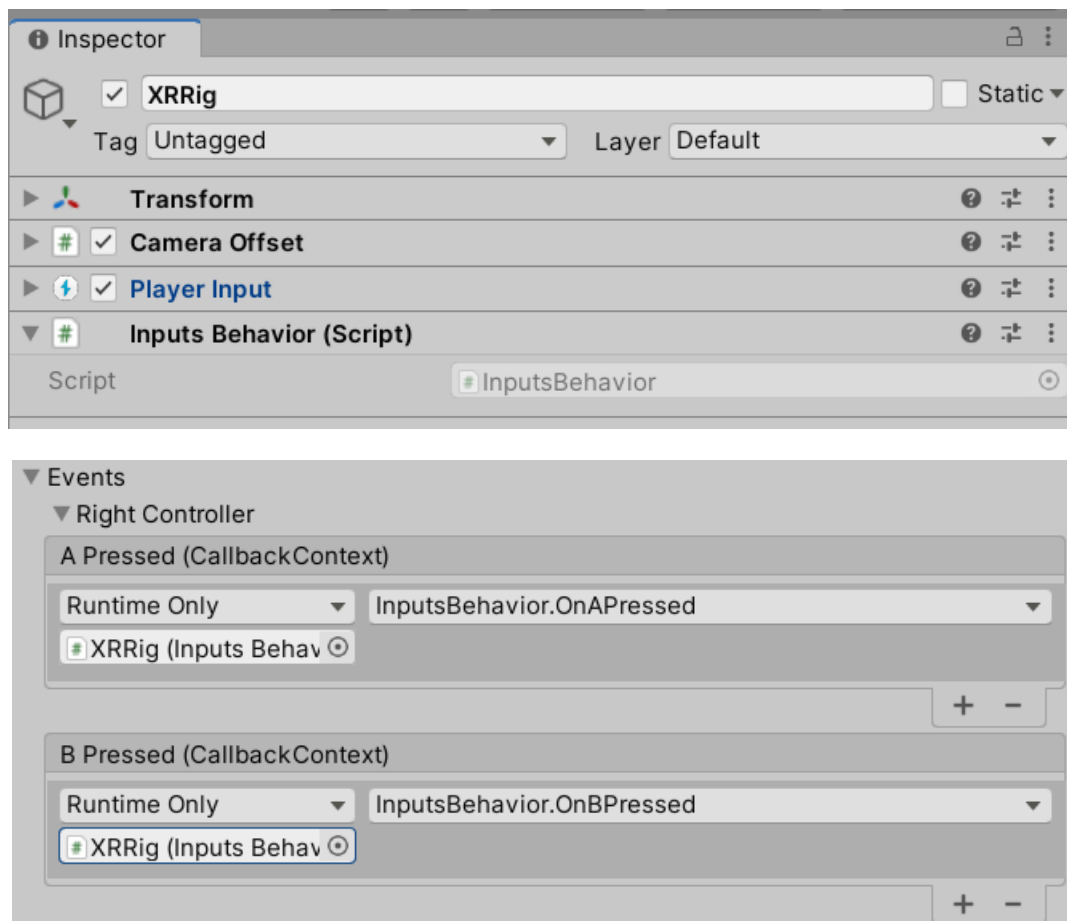 Inspector
XRRig Static
Tag Untagged Layer Default
Transform
Camera Offset
Player Input
Inputs Behavior (Script)
Script InputsBehavior
Events
Right Controller
A Pressed (CallbackContext)
Runtime Only InputsBehavior.OnAPressed
XRRig (Inputs Behav
B Pressed (CallbackContext)
Runtime Only InputsBehavior.OnBPressed
XRRig (Inputs Behav